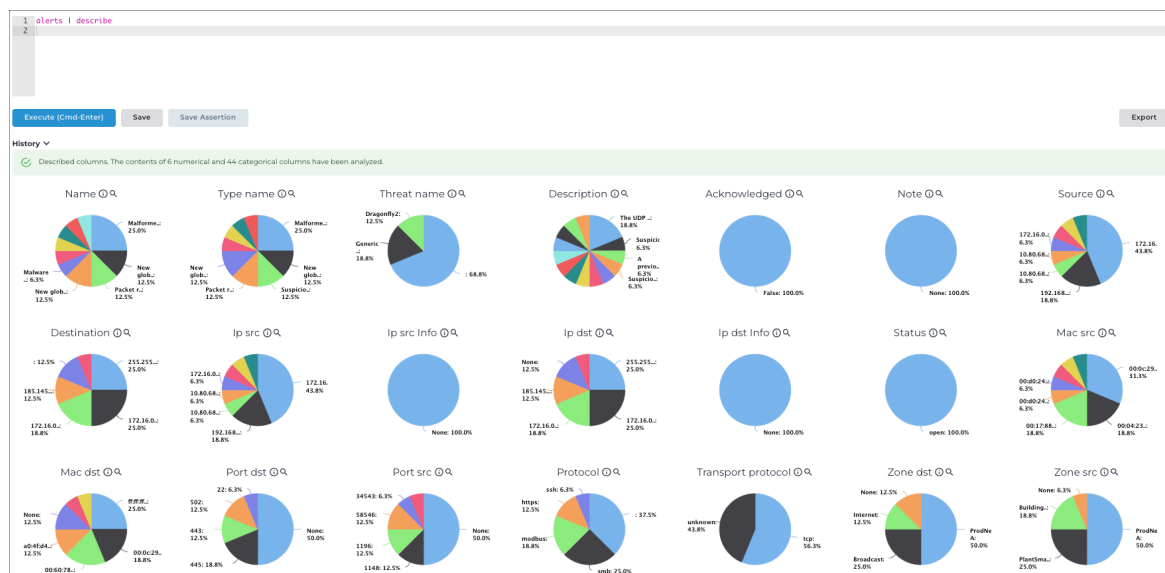 1 alerts | describe
2
Execute (Cmd-Enter) Save Save Assertion Export
History
Described columns. The contents of 6 numerical and 44 categorical columns have been analyzed.
Name
Malforme..: 25.0%
New glob..: 12.5%
Packet r..: 12.5%
New glob..: 12.5%
Malware ..: 6.3%
Type name
Malforme..: 25.0%
New glob..: 12.5%
Suspicio..: 12.5%
Packet r..: 12.5%
New glob..: 12.5%
Threat name
Dragonfly2: 12.5%
Generic ..: 18.8%
: 68.8%
Description
The UDP ..: 18.8%
Suspicio..: 6.3%
A previo..: 6.3%
Suspicio..: 6.3%
Acknowledged
False: 100.0%
Note
None: 100.0%
Source
172.16.0..: 6.3%
10.80.68..: 6.3%
10.80.68..: 6.3%
192.168..: 18.8%
172.16. 43.8%
Destination
: 12.5%
185.145..: 12.5%
172.16.0..: 18.8%
255.255..: 25.0%
172.16.0..: 25.0%
Ip src
172.16.0..: 6.3%
10.80.68..: 6.3%
10.80.68..: 6.3%
192.168..: 18.8%
172.16. 43.8%
Ip src Info
None: 100.0%
Ip dst
None: 12.5%
185.145..: 12.5%
172.16.0..: 18.8%
255.255..: 25.0%
172.16.0..: 25.0%
Ip dst Info
None: 100.0%
Status
open: 100.0%
Mac src
00:d0:24..: 6.3%
00:d0:24..: 6.3%
00:17:88..: 18.8%
00:0c:29.. 31.3%
00:04:23..: 18.8%
Mac dst
None: 12.5%
a0:4f:d4..: 12.5%
00:60:78..:
ff:ff:ff..: 25.0%
00:0c:29..: 18.8%
Port dst
22: 6.3%
502: 12.5%
443: 12.5%
445: 18.8%
None: 50.0%
Port src
34543: 6.3%
58546: 12.5%
1196: 12.5%
1148: 12.5%
None: 50.0%
Protocol
ssh: 6.3%
https: 12.5%
modbus: 18.8%
smb: 25.0%
: 37.5%
Transport protocol
unknown: 43.8%
tcp: 56.3%
Zone dst
None: 12.5%
Internet: 12.5%
Broadcast: 25.0%
ProdNe A: 50.0%
Zone src
None: 6.3%
Building..: 18.8%
PlantSma..: 25.0%
ProdNe A: 50.0%